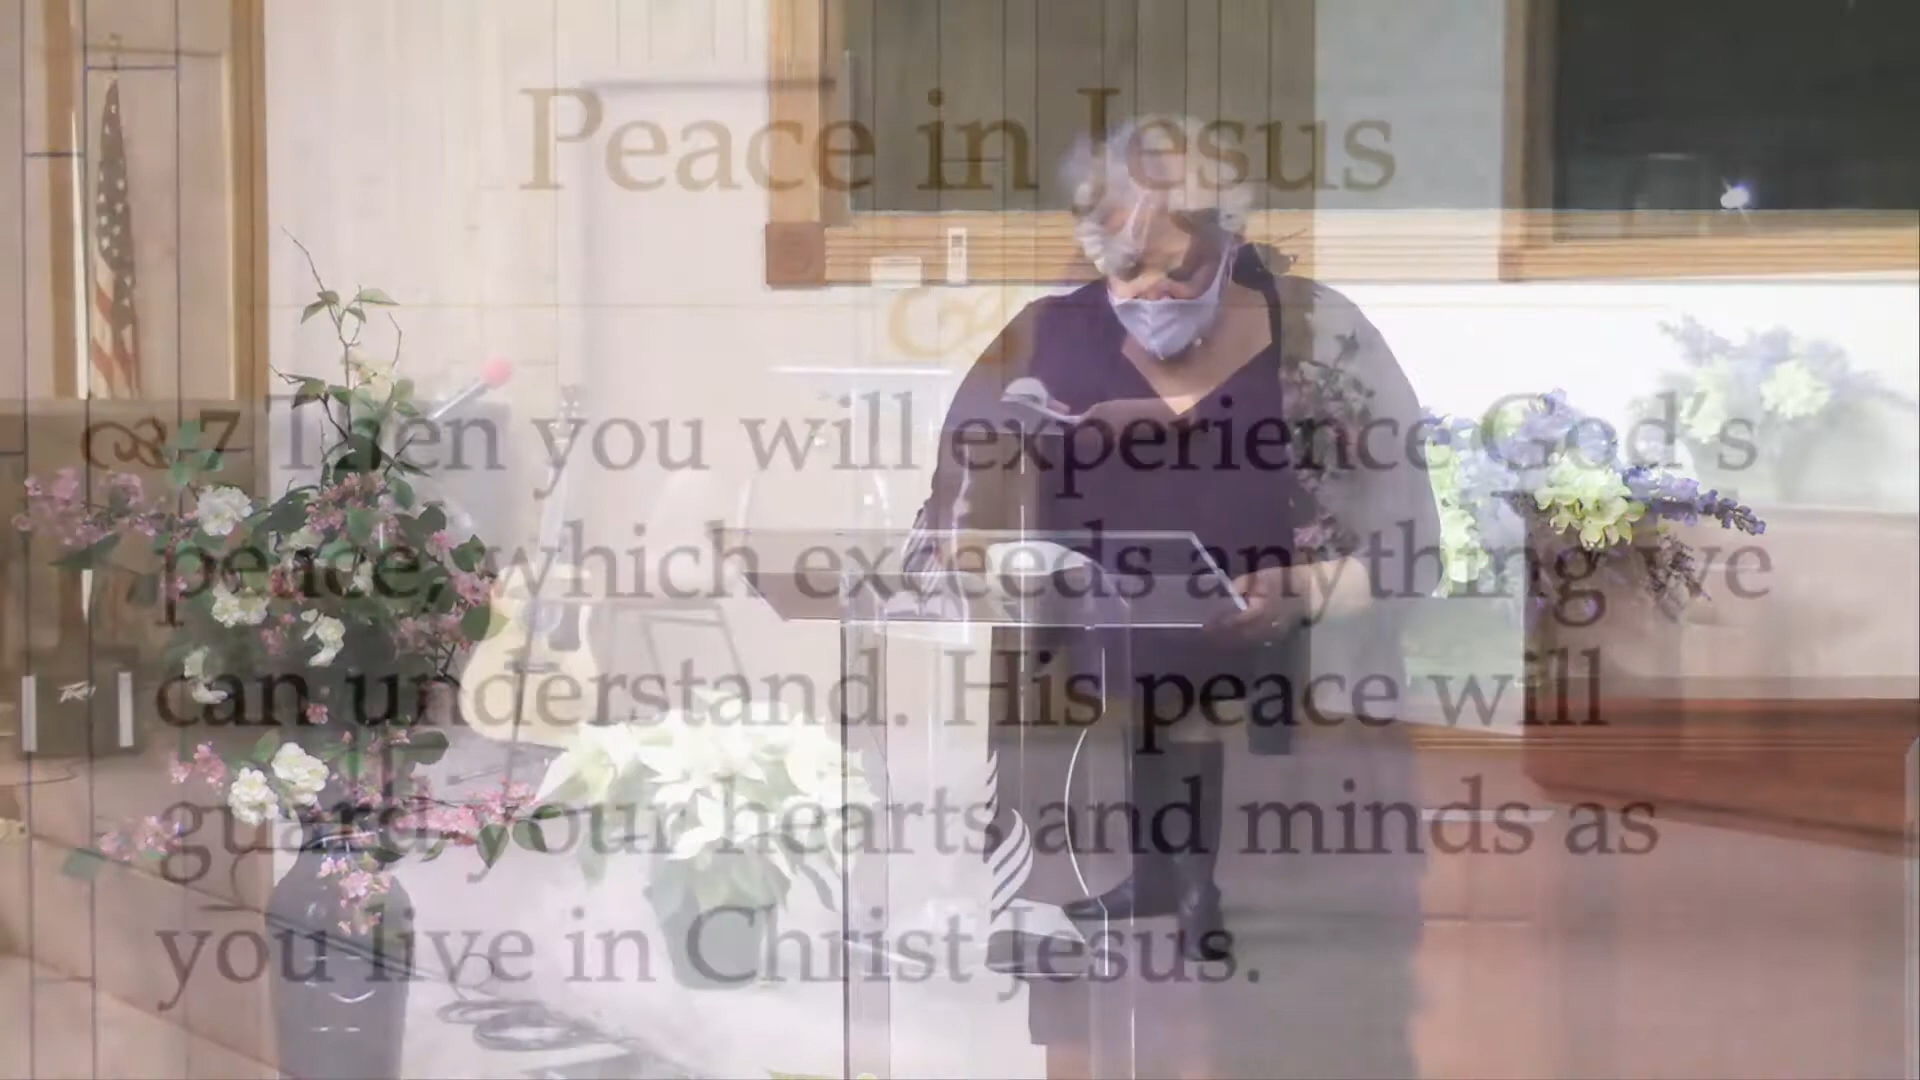 Peace in Jesus
7 Then you will experience God's
peace, which exceeds anything we
can understand. His peace will
guard your hearts and minds as
you live in Christ Jesus.